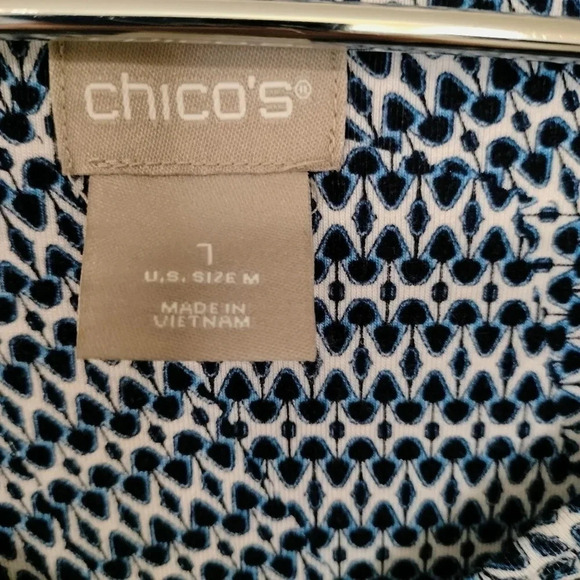 chico's®
1
U.S. SIZE M
MADE IN
VIETNAM